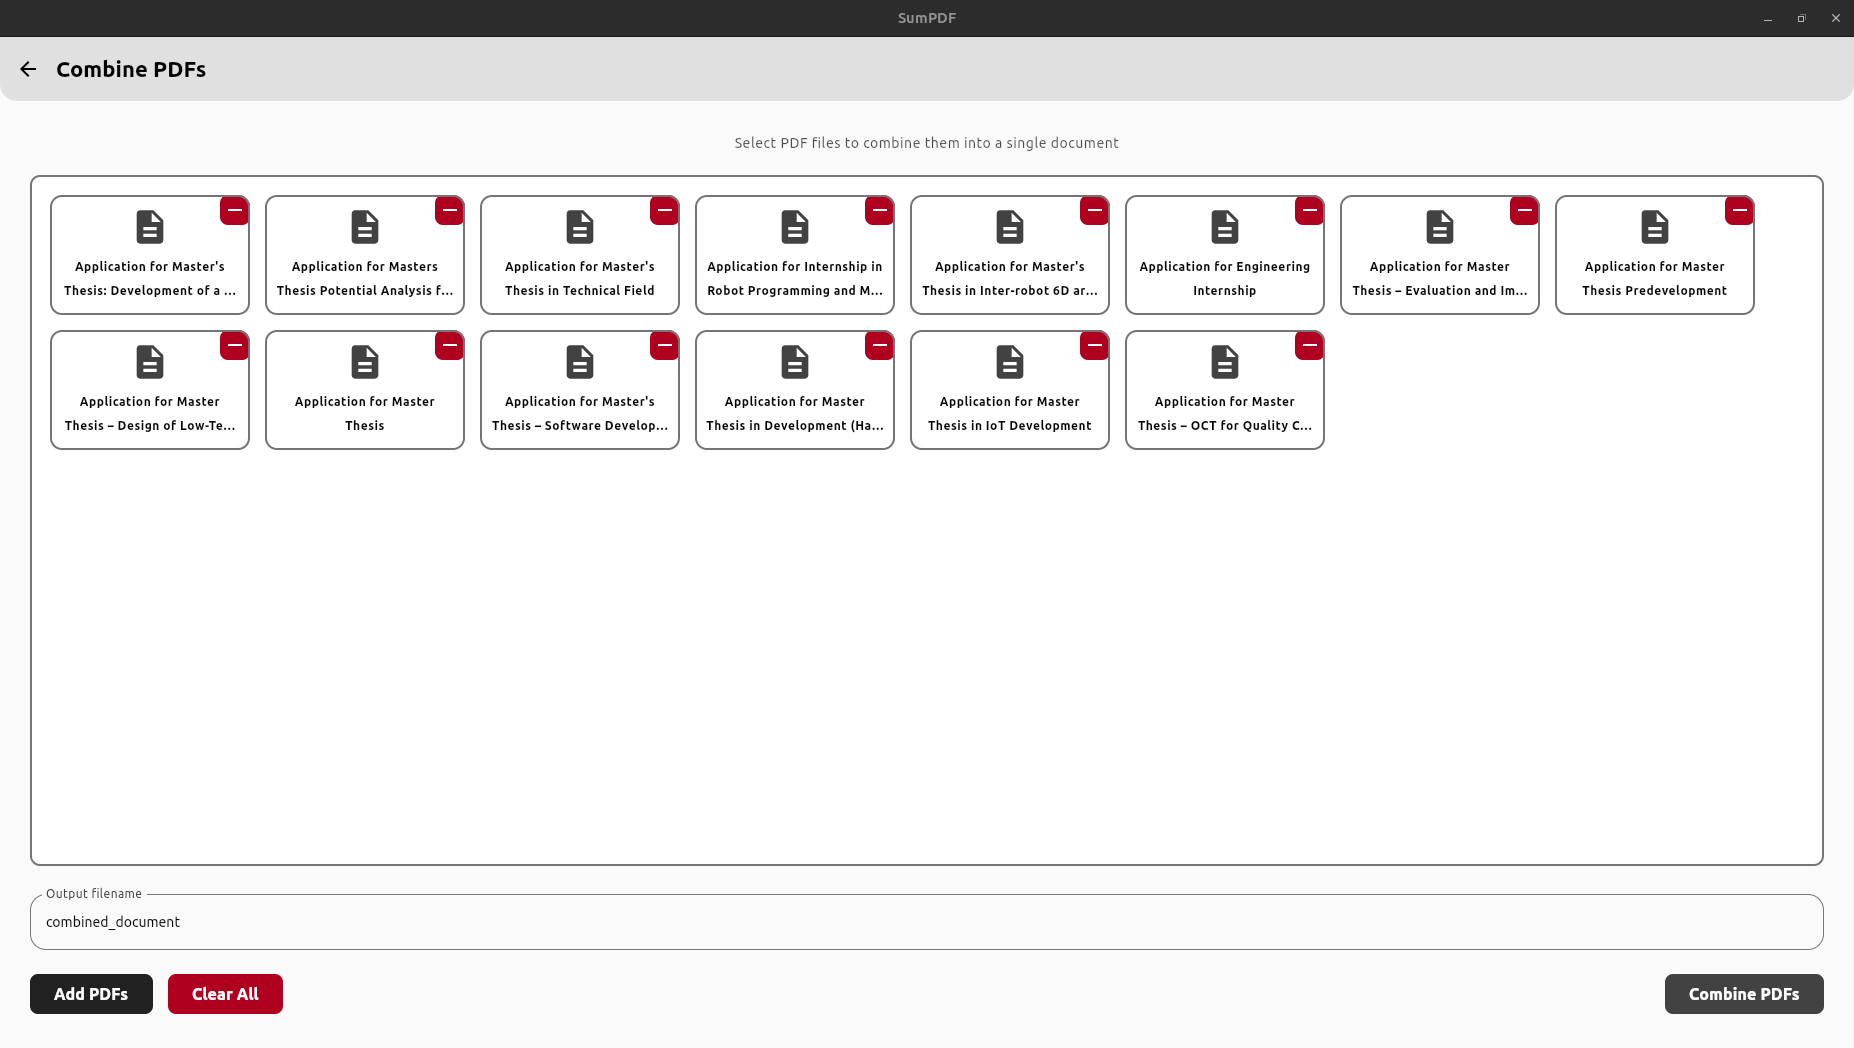 SumPDF
Combine PDFs
Select PDF files to combine them into a single document
Application for Master's
Thesis: Development of a ...
Application for Masters
Thesis Potential Analysis f...
Application for Master's
Thesis in Technical Field
Application for Internship in
Robot Programming and M...
Application for Master's
Thesis in Inter-robot 6D ar...
Application for Engineering
Internship
Application for Master
Thesis – Evaluation and Im...
Application for Master
Thesis Predevelopment
Application for Master
Thesis – Design of Low-Te...
Application for Master
Thesis
Application for Master's
Thesis – Software Develop...
Application for Master
Thesis in Development (Ha...
Application for Master
Thesis in IoT Development
Application for Master
Thesis – OCT for Quality C...
Output filename
combined_document
Add PDFs
Clear All
Combine PDFs